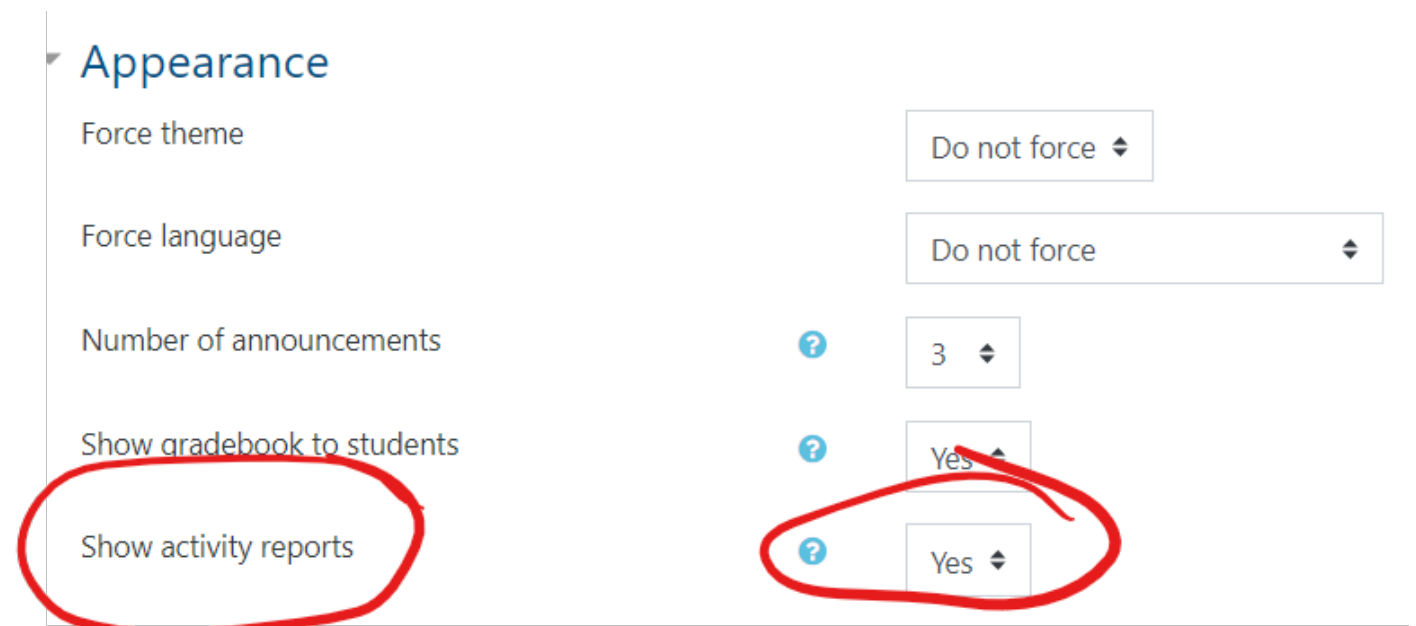 Appearance
Force theme Do not force
Force language Do not force
Number of announcements ? 3
Show gradebook to students ? Yes
Show activity reports ? Yes